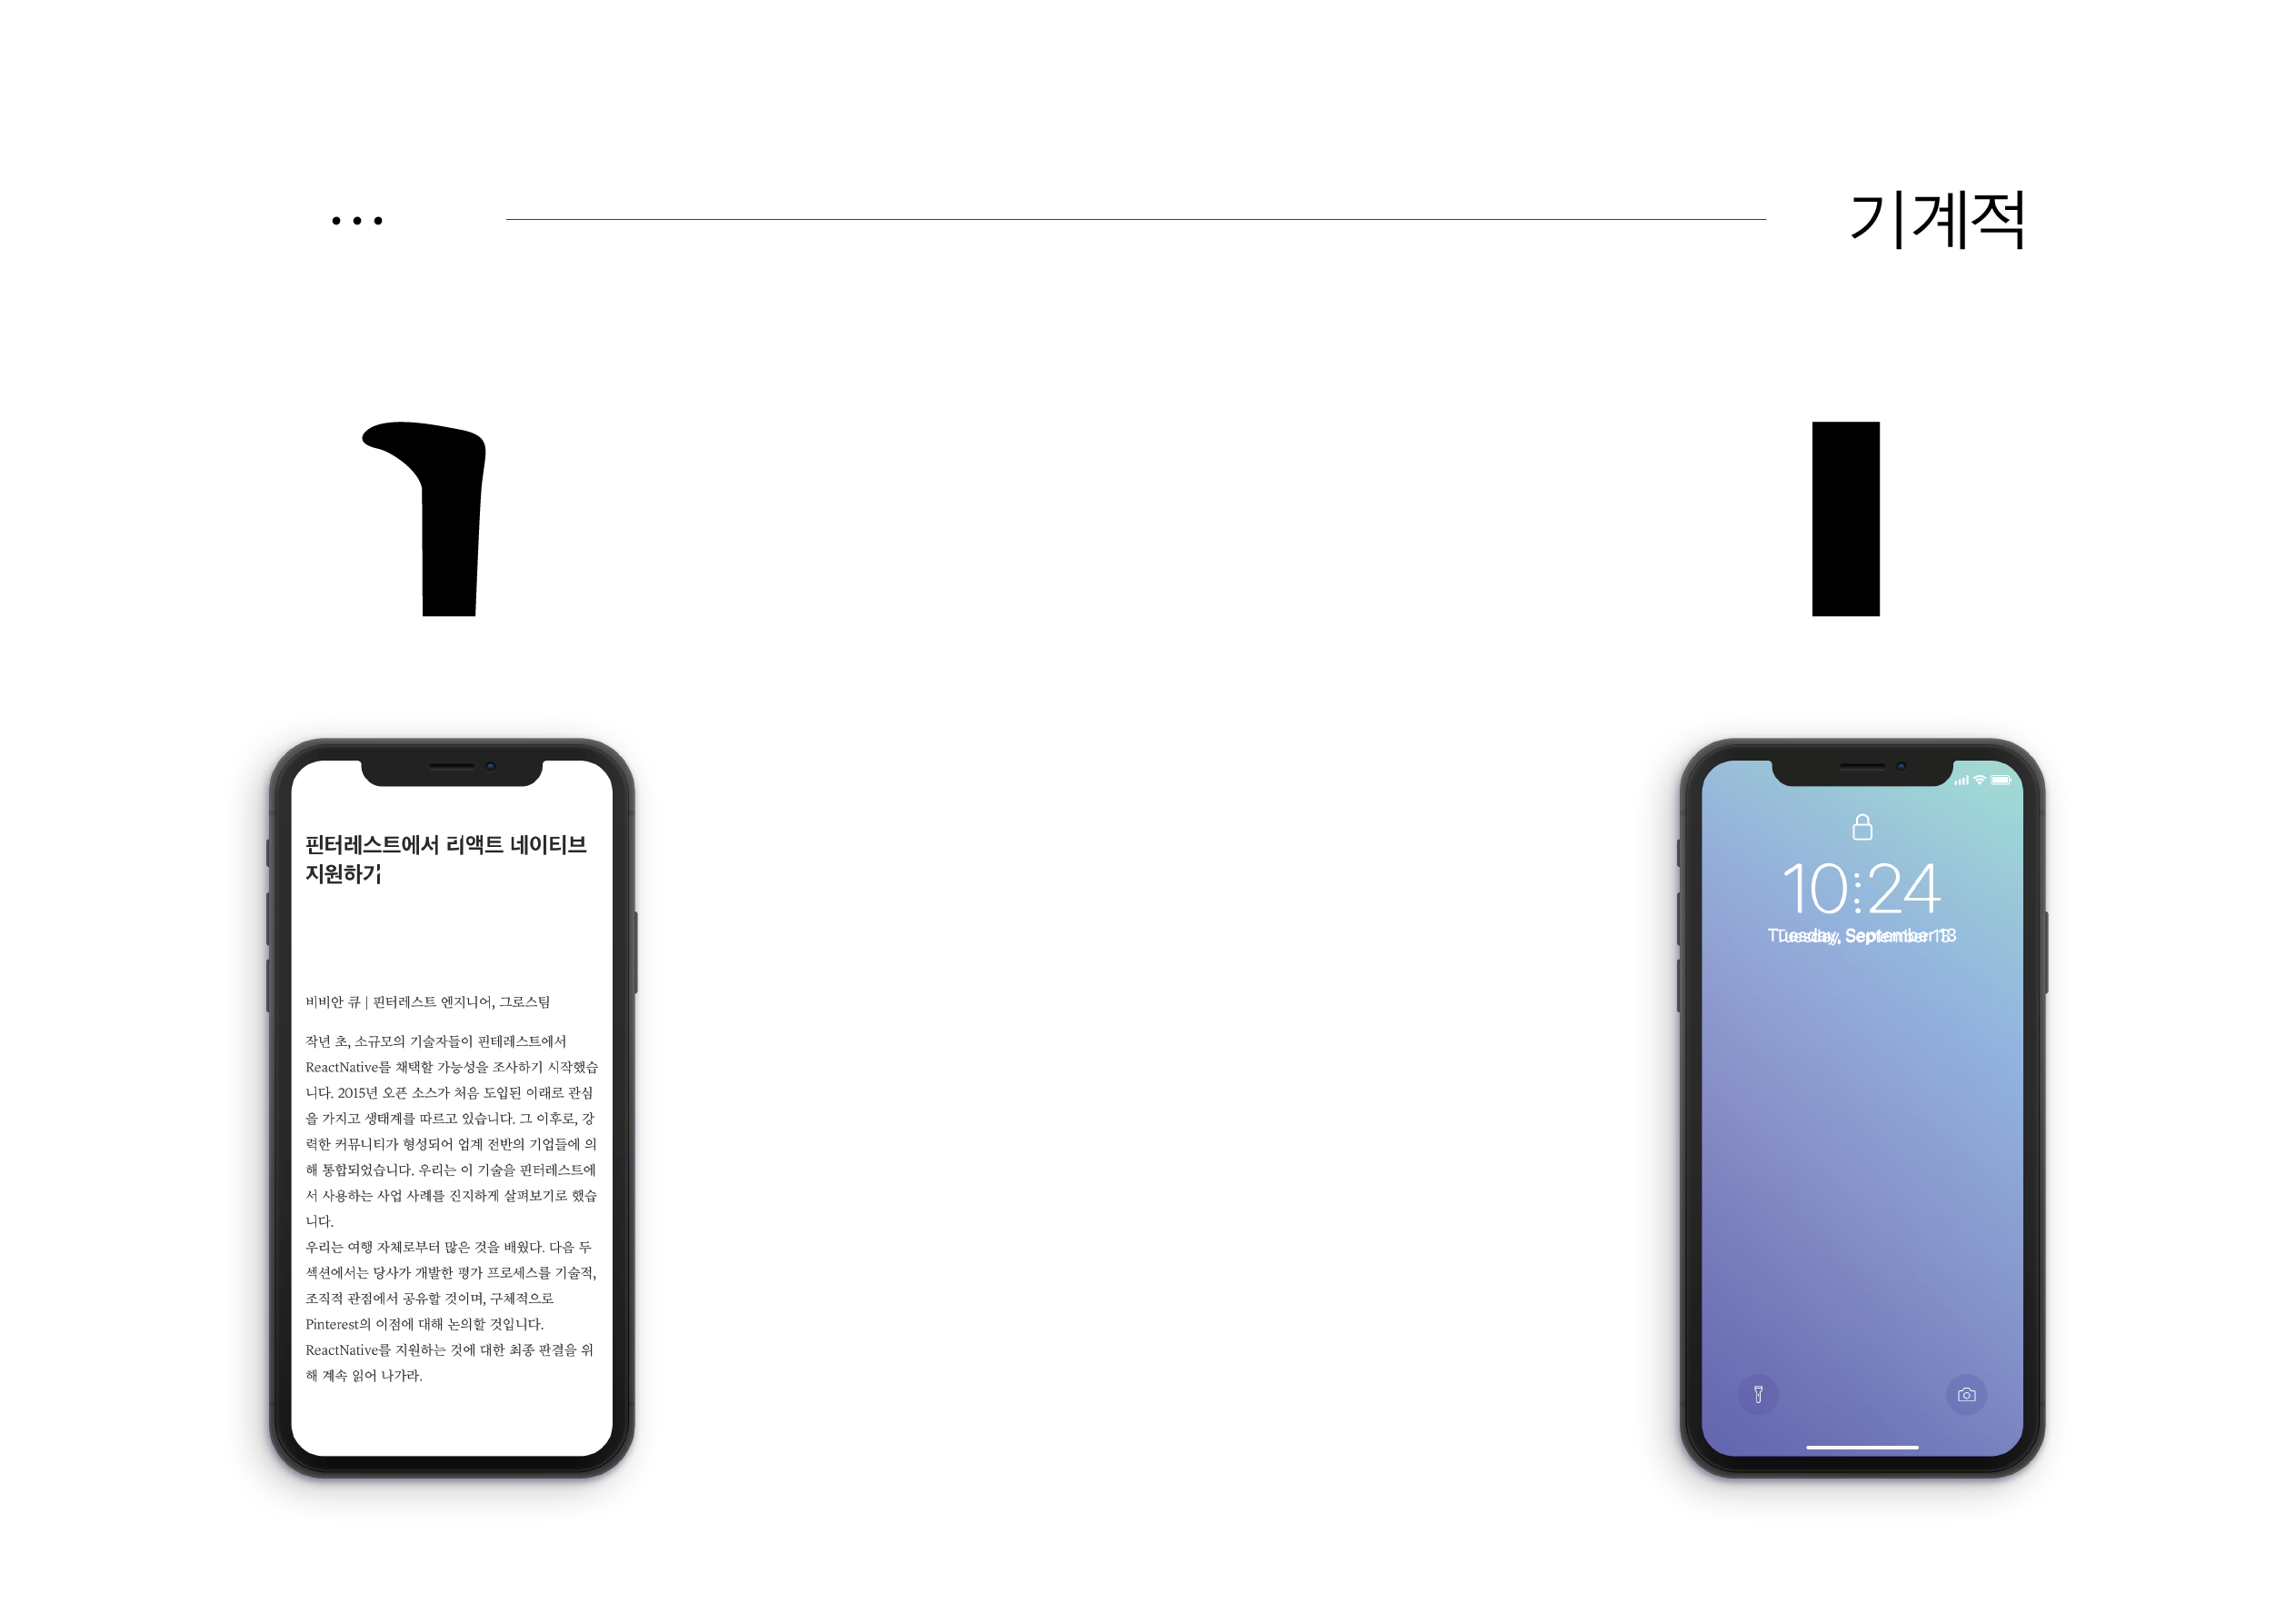 ...
기계적
핀터레스트에서 리액트 네이티브
지원하기
비비안 큐 | 핀터레스트 엔지니어, 그로스팀
작년 초, 소규모의 기술자들이 핀테레스트에서
ReactNative를 채택할 가능성을 조사하기 시작했습
니다. 2015년 오픈 소스가 처음 도입된 이래로 관심
을 가지고 생태계를 따르고 있습니다. 그 이후로, 강
력한 커뮤니티가 형성되어 업계 전반의 기업들에 의
해 통합되었습니다. 우리는 이 기술을 핀터레스트에
서 사용하는 사업 사례를 진지하게 살펴보기로 했습
니다.
우리는 여행 자체로부터 많은 것을 배웠다. 다음 두
섹션에서는 당사가 개발한 평가 프로세스를 기술적,
조직적 관점에서 공유할 것이며, 구체적으로
Pinterest의 이점에 대해 논의할 것입니다.
ReactNative를 지원하는 것에 대한 최종 판결을 위
해 계속 읽어 나가라.
10:24
Tuesday, September 13